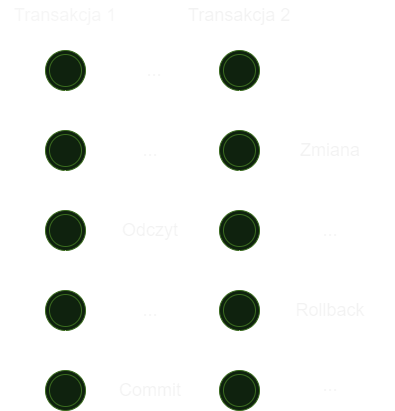 Transakcja 1 Transakcja 2
... 
... Zmiana
Odczyt ...
... Rollback
Commit ...